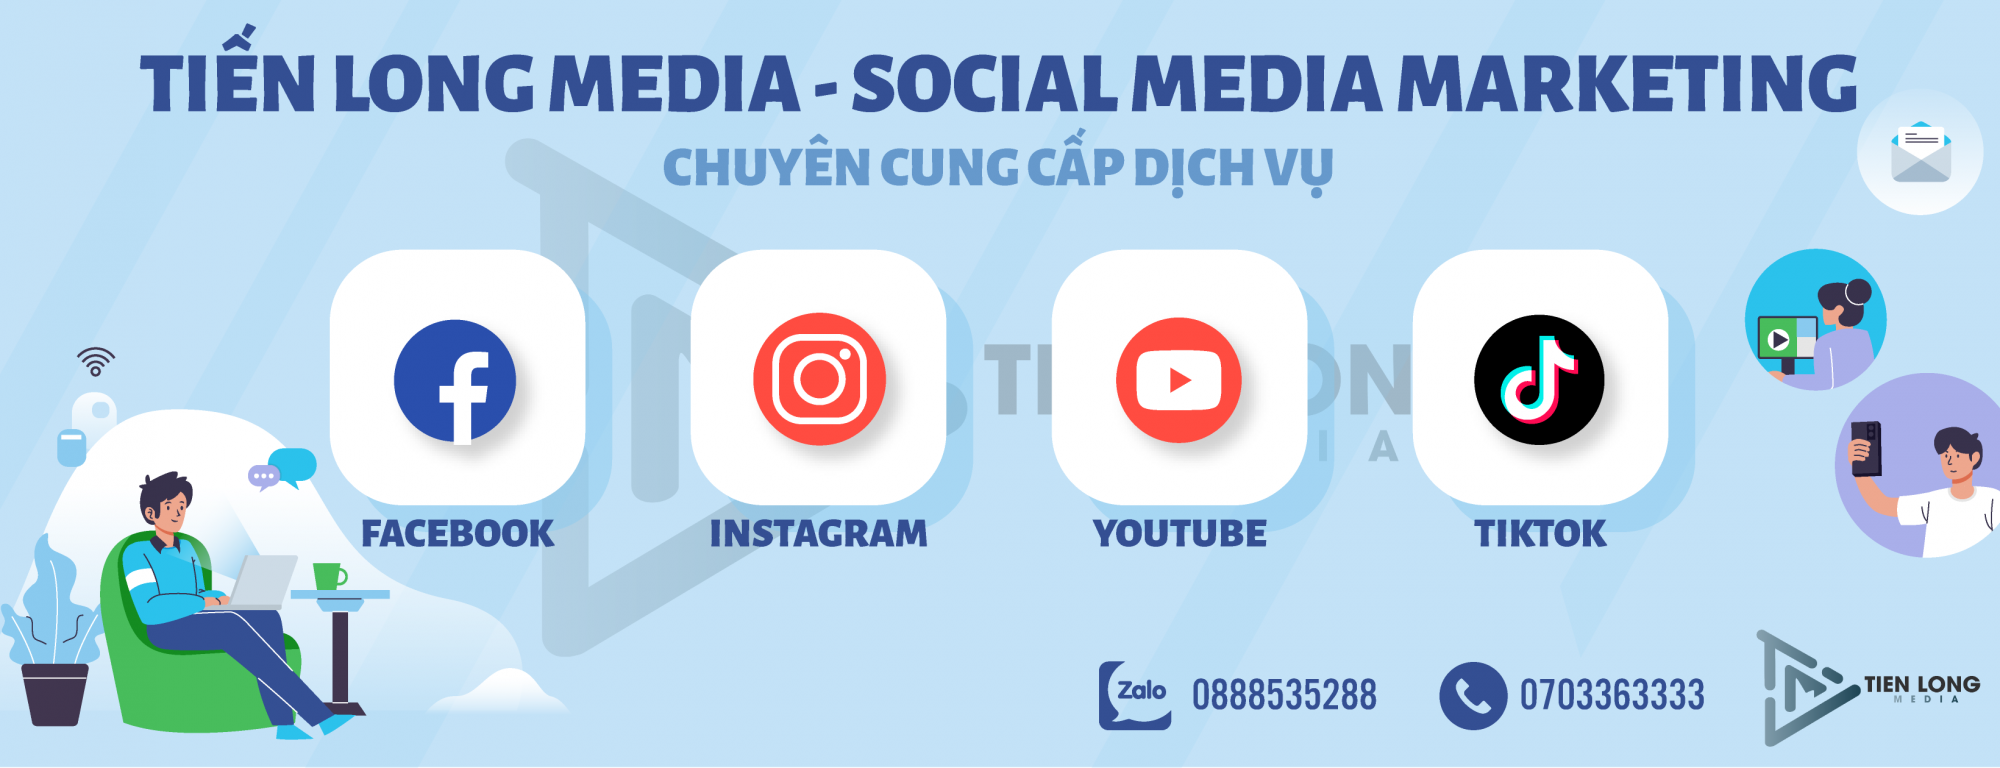 TIẾN LONG MEDIA - SOCIAL MEDIA MARKETING
CHUYÊN CUNG CẤP DỊCH VỤ
FACEBOOK
INSTAGRAM
YOUTUBE
TIKTOK
Zalo 0888535288
0703363333
TIEN LONG
MEDIA